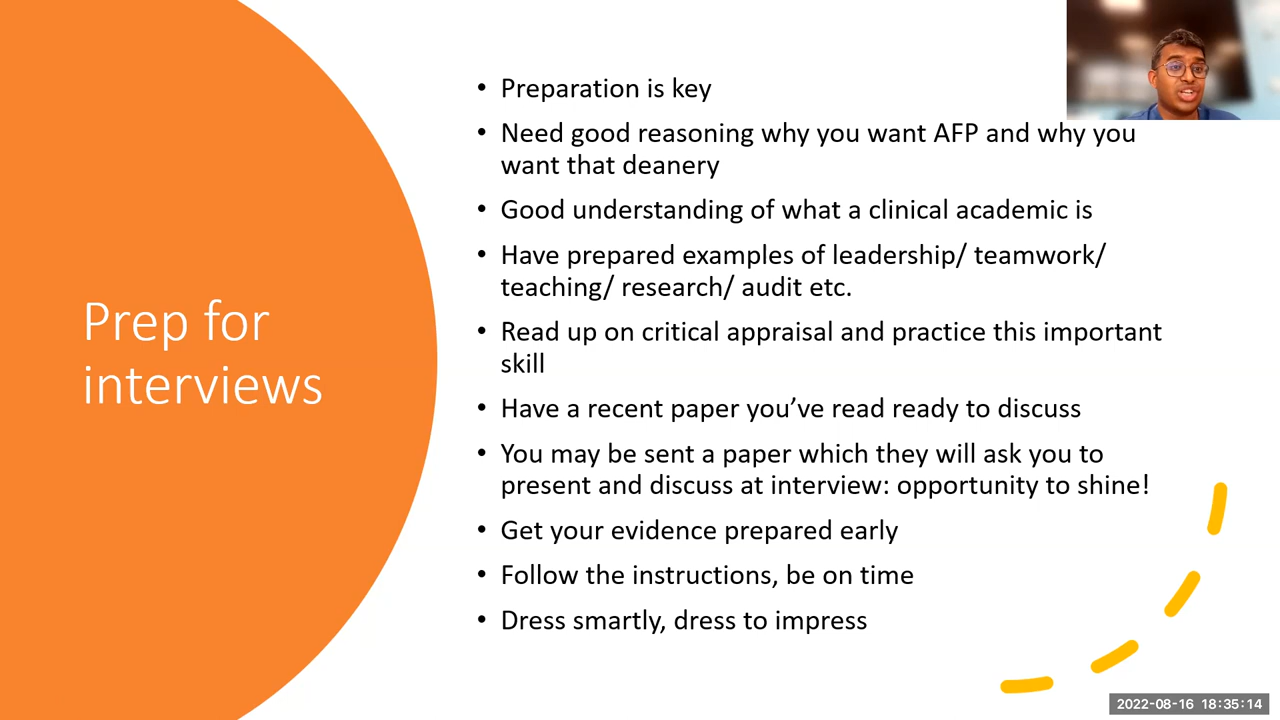 Prep for
interviews
• Preparation is key
• Need good reasoning why you want AFP and why you
want that deanery
• Good understanding of what a clinical academic is
• Have prepared examples of leadership/ teamwork/
teaching/ research/ audit etc.
• Read up on critical appraisal and practice this important
skill
• Have a recent paper you’ve read ready to discuss
• You may be sent a paper which they will ask you to
present and discuss at interview: opportunity to shine!
• Get your evidence prepared early
• Follow the instructions, be on time
• Dress smartly, dress to impress
2022-08-16 18:35:14